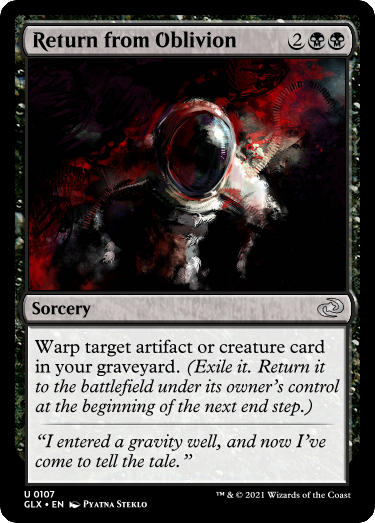 Return from Oblivion 2
Sorcery
Warp target artifact or creature card
in your graveyard. (Exile it. Return it
to the battlefield under its owner's control
at the beginning of the next end step.)
“I entered a gravity well, and now I've
come to tell the tale.”
U 0107
GLX • EN Pyatna Steklo
™ & © 2021 Wizards of the Coast